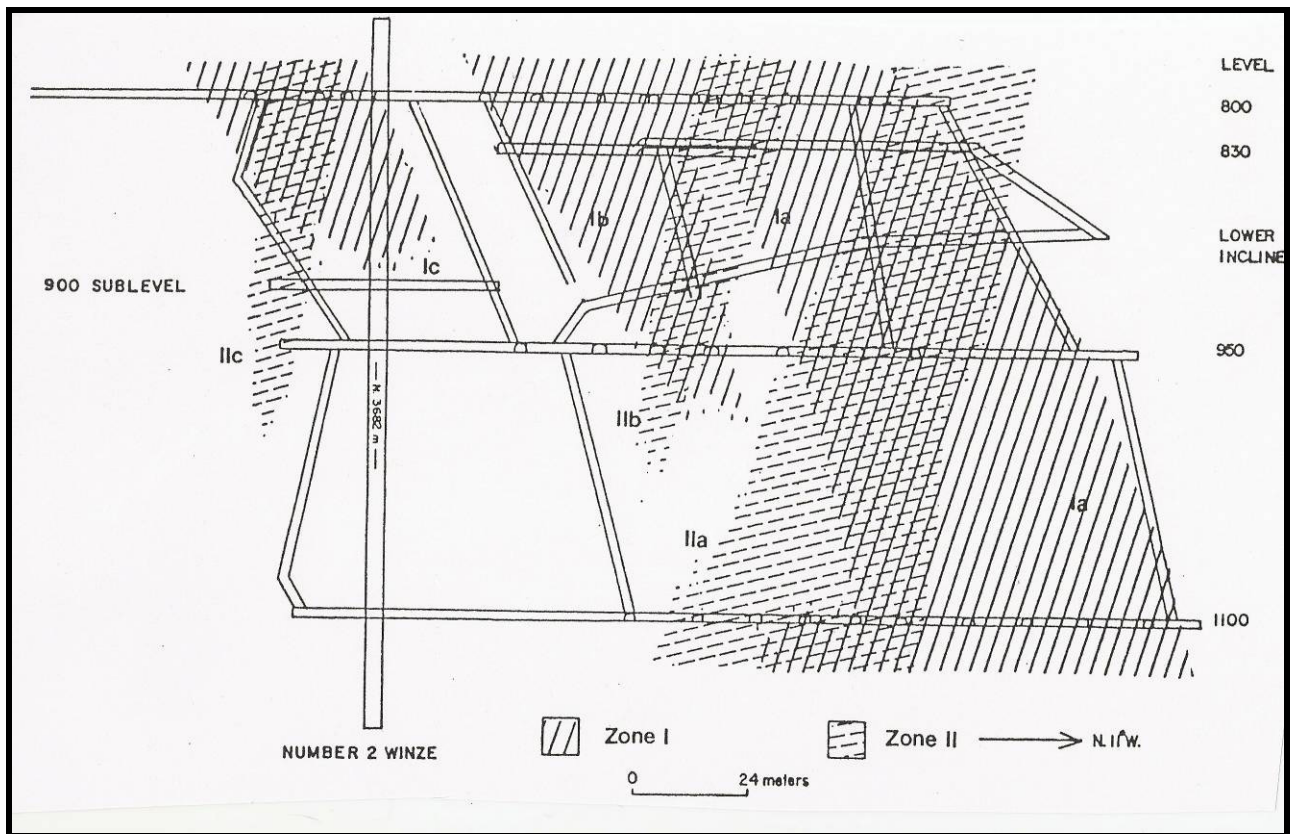 LEVEL
800
830
Ib
Ia
LOWER
INCLINE
Ic
900 SUBLEVEL
950
IIc
N 3682 m
IIb
Ia
IIa
1100
NUMBER 2 WINZE
Zone I
Zone II
N. 11° W.
0 24 meters